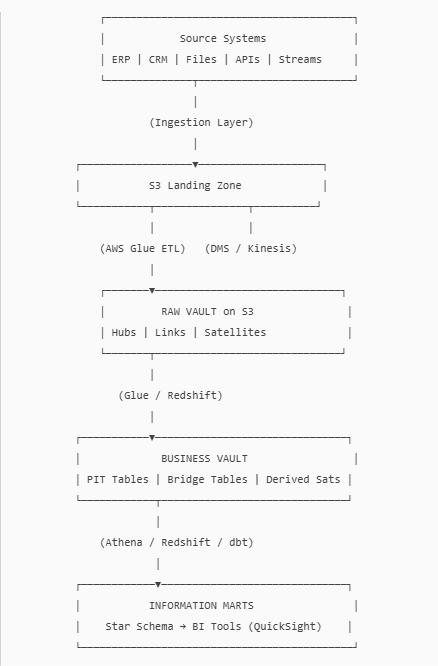 Source Systems
| ERP | CRM | Files | APIs | Streams |
(Ingestion Layer)
S3 Landing Zone
(AWS Glue ETL) (DMS / Kinesis)
RAW VAULT on S3
| Hubs | Links | Satellites |
(Glue / Redshift)
BUSINESS VAULT
| PIT Tables | Bridge Tables | Derived Sats |
(Athena / Redshift / dbt)
INFORMATION MARTS
Star Schema → BI Tools (QuickSight)